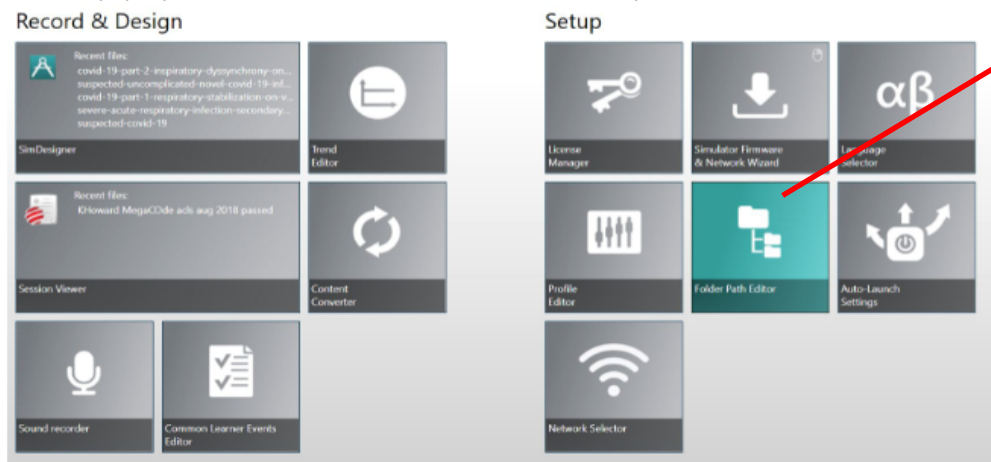 Record & Design
Recent files:
covid-19-part-2-inspiratory-dyssynchrony-on...
suspected-uncomplicated-novel-covid-19-inf...
covid-19-part-1-respiratory-stabilization-on-v...
severe-acute-respiratory-infection-secondary...
suspected-covid-19
SimDesigner
Trend
Editor
Recent files:
KHoward MegaCOde acls aug 2018 passed
Session Viewer
Content
Converter
Sound recorder
Common Learner Events
Editor
Setup
License
Manager
Simulator Firmware
& Network Wizard
αβ
Language
Selector
Profile
Editor
Folder Path Editor
Auto-Launch
Settings
Network Selector